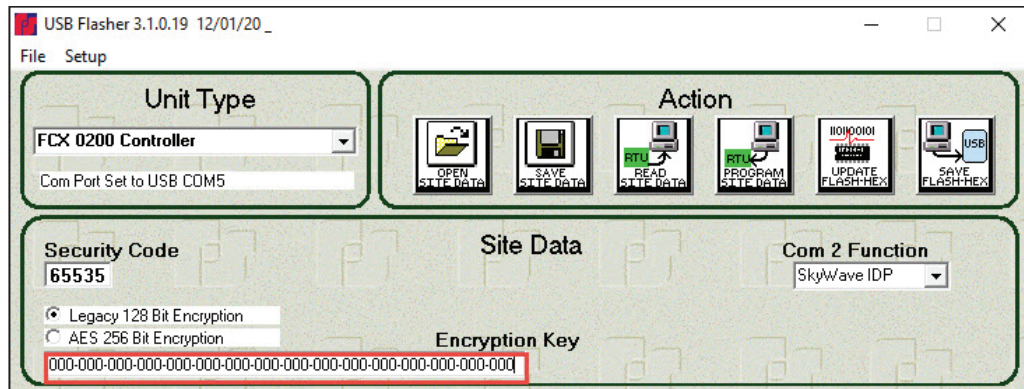 USB Flasher 3.1.0.19 12/01/20 _
File Setup
Unit Type
FCX 0200 Controller
Com Port Set to USB COM5
Action
OPEN
SITE DATA
SAVE
SITE DATA
RTU
READ
SITE DATA
RTU
PROGRAM
SITE DATA
UPDATE
FLASH-HEX
USB
SAVE
FLASH-HEX
Site Data
Security Code
65535
Com 2 Function
SkyWave IDP
Legacy 128 Bit Encryption
AES 256 Bit Encryption
Encryption Key
000-000-000-000-000-000-000-000-000-000-000-000-000-000-000-000